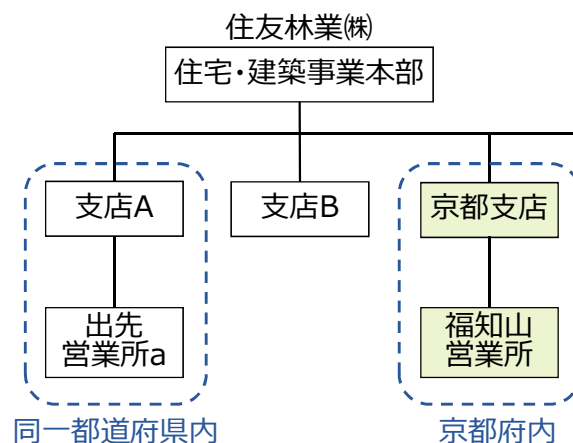 住友林業㈱
住宅・建築事業本部
支店A
支店B
京都支店
出先
営業所a
福知山
営業所
同一都道府県内
京都府内